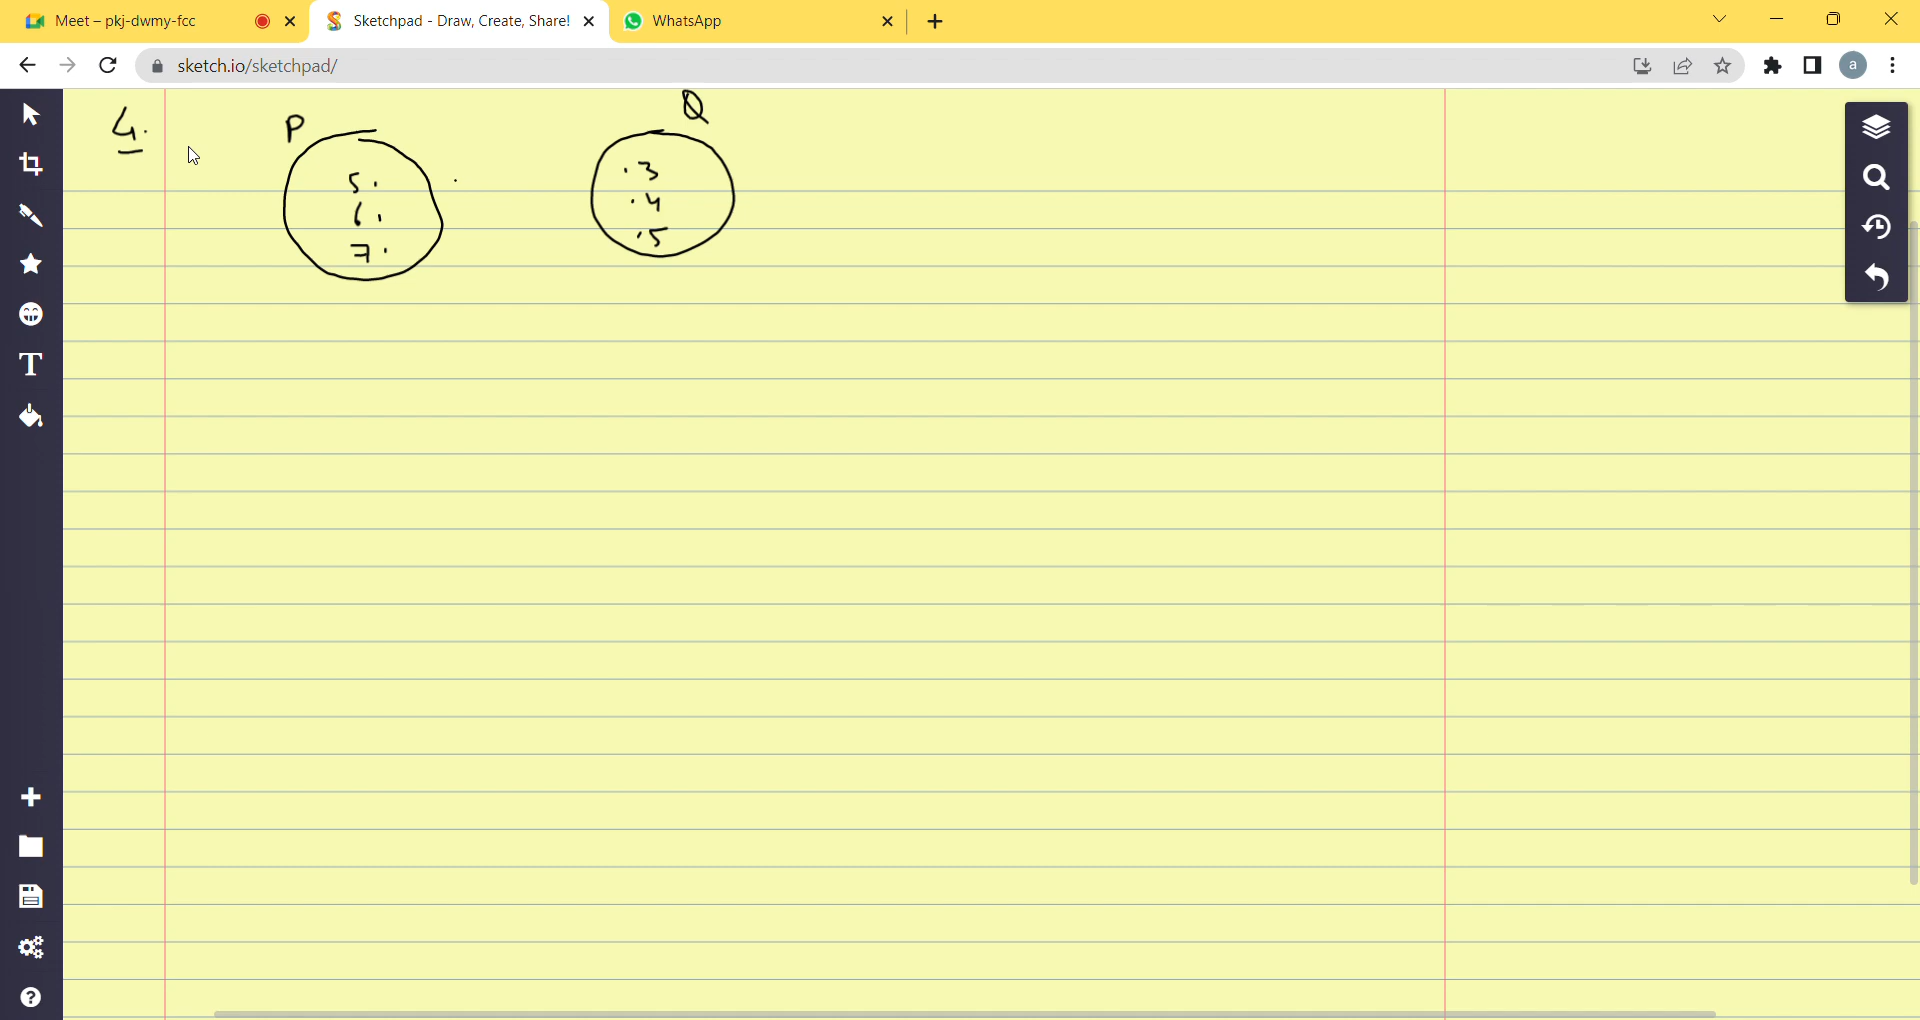 Meet – pkj-dwmy-fcc
Sketchpad - Draw, Create, Share!
WhatsApp
sketch.io/sketchpad/
a
4.
P
Q
5 .
6 .
7 .
. 3
. 4
. 5
T